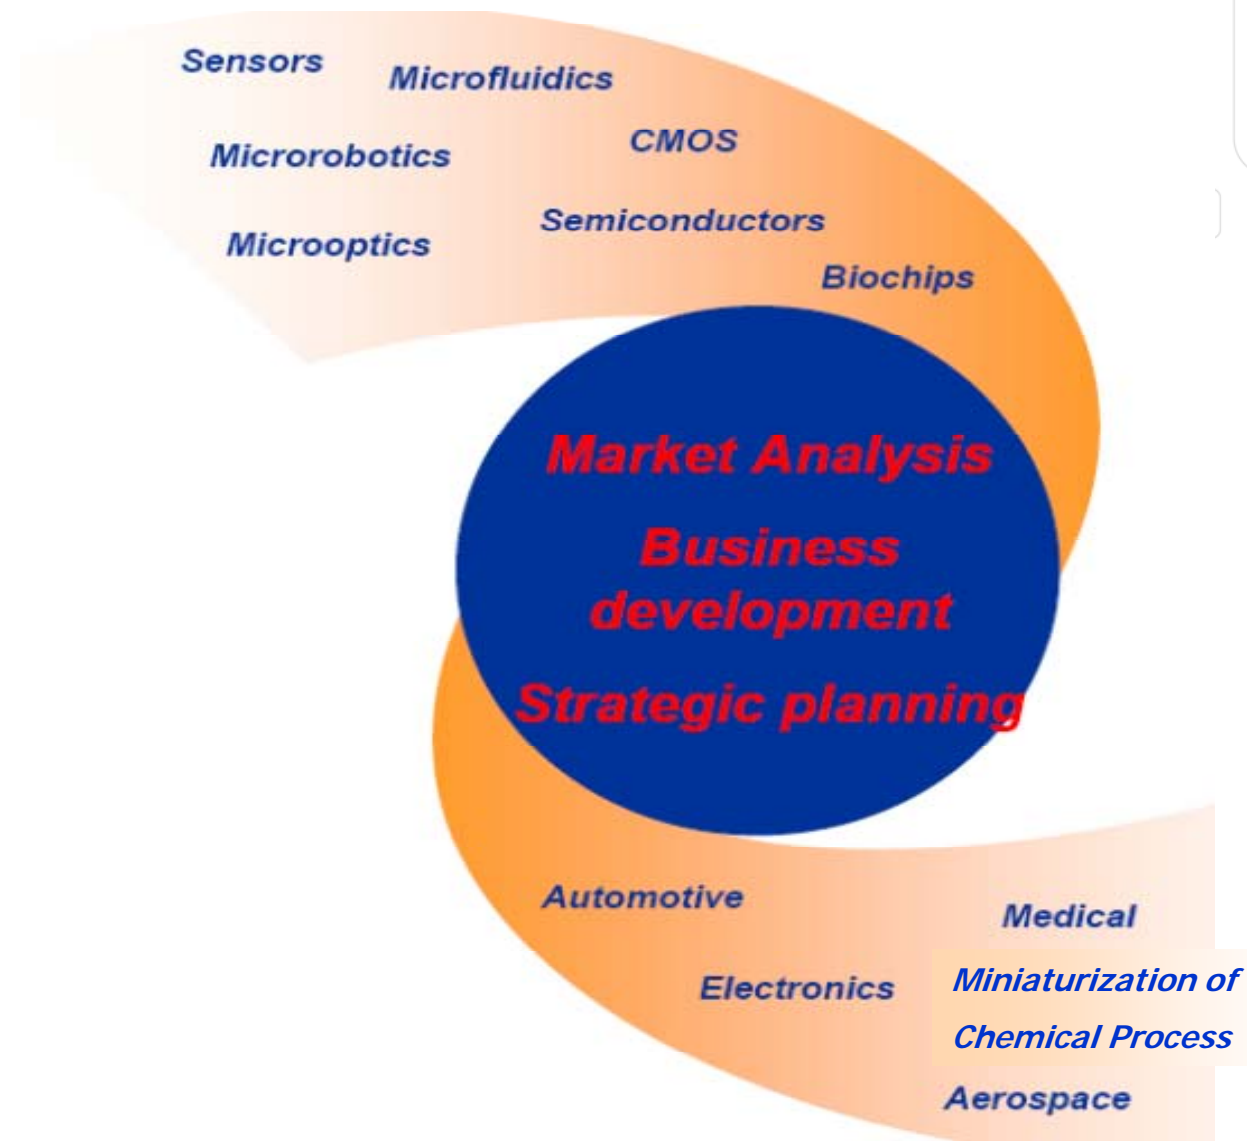 Sensors
Microfluidics
CMOS
Microrobotics
Semiconductors
Microoptics
Biochips
Market Analysis
Business
development
Strategic planning
Automotive
Medical
Electronics
Miniaturization of
Chemical Process
Aerospace